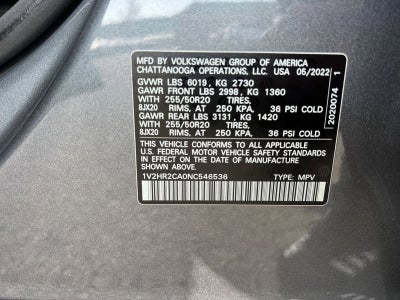 MFD BY VOLKSWAGEN GROUP OF AMERICA
CHATTANOOGA OPERATIONS, LLC. USA 05/2022
GVWR LBS 6019, KG 2730
GAWR FRONT LBS 2998, KG 1360
WITH 255/50R20 TIRES,
8JX20 RIMS, AT 250 KPA, 36 PSI COLD
GAWR REAR LBS 3131, KG 1420
WITH 255/50R20 TIRES,
8JX20 RIMS, AT 250 KPA, 36 PSI COLD
THIS VEHICLE CONFORMS TO ALL APPLICABLE
U.S. FEDERAL MOTOR VEHICLE SAFETY STANDARDS
IN EFFECT ON THE DATE OF MANUFACTURE
SHOWN ABOVE.
1V2HR2CA0NC546536 TYPE: MPV
2020074 1